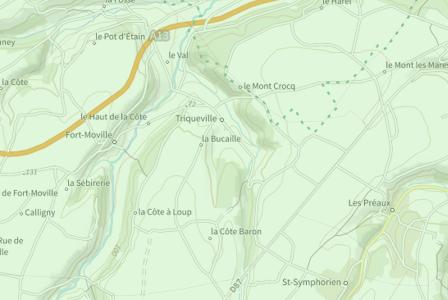 la Fosse
le Harel
le Pot d'Étain
A13
le Val
la Côte
le Mont Crocq
le Mont les Mares
le Haut de la Côte
Triqueville
Fort-Moville
la Bucaille
131
de Fort-Moville
la Sébirerie
Calligny
la Côte à Loup
Les Préaux
la Côte Baron
Rue de
100
D87
St-Symphorien